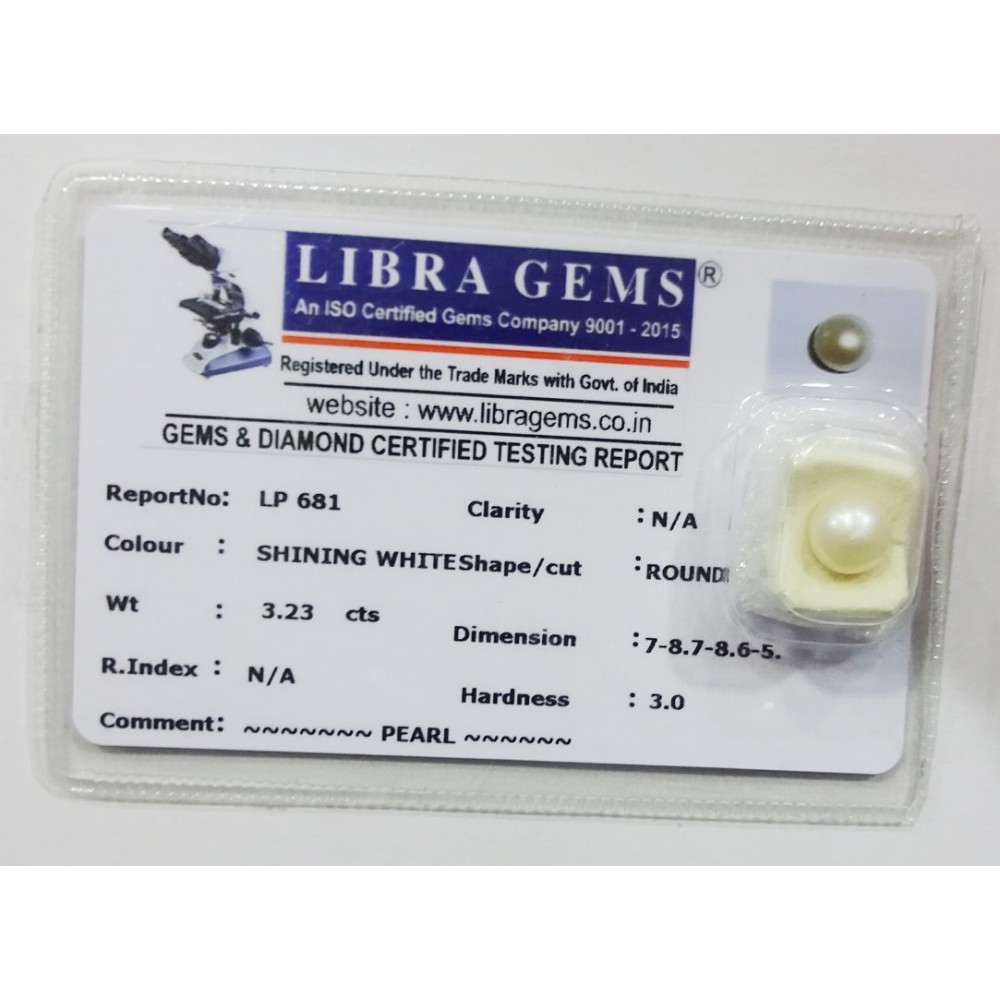 LIBRA GEMS ®
An ISO Certified Gems Company 9001 - 2015
Registered Under the Trade Marks with Govt. of India
website : www.libragems.co.in
GEMS & DIAMOND CERTIFIED TESTING REPORT
ReportNo: LP 681 Clarity : N/A
Colour : SHINING WHITE Shape/cut : ROUND
Wt : 3.23 cts Dimension : 7-8.7-8.6-5.
R.Index : N/A Hardness : 3.0
Comment: ~~~~~~~ PEARL ~~~~~~